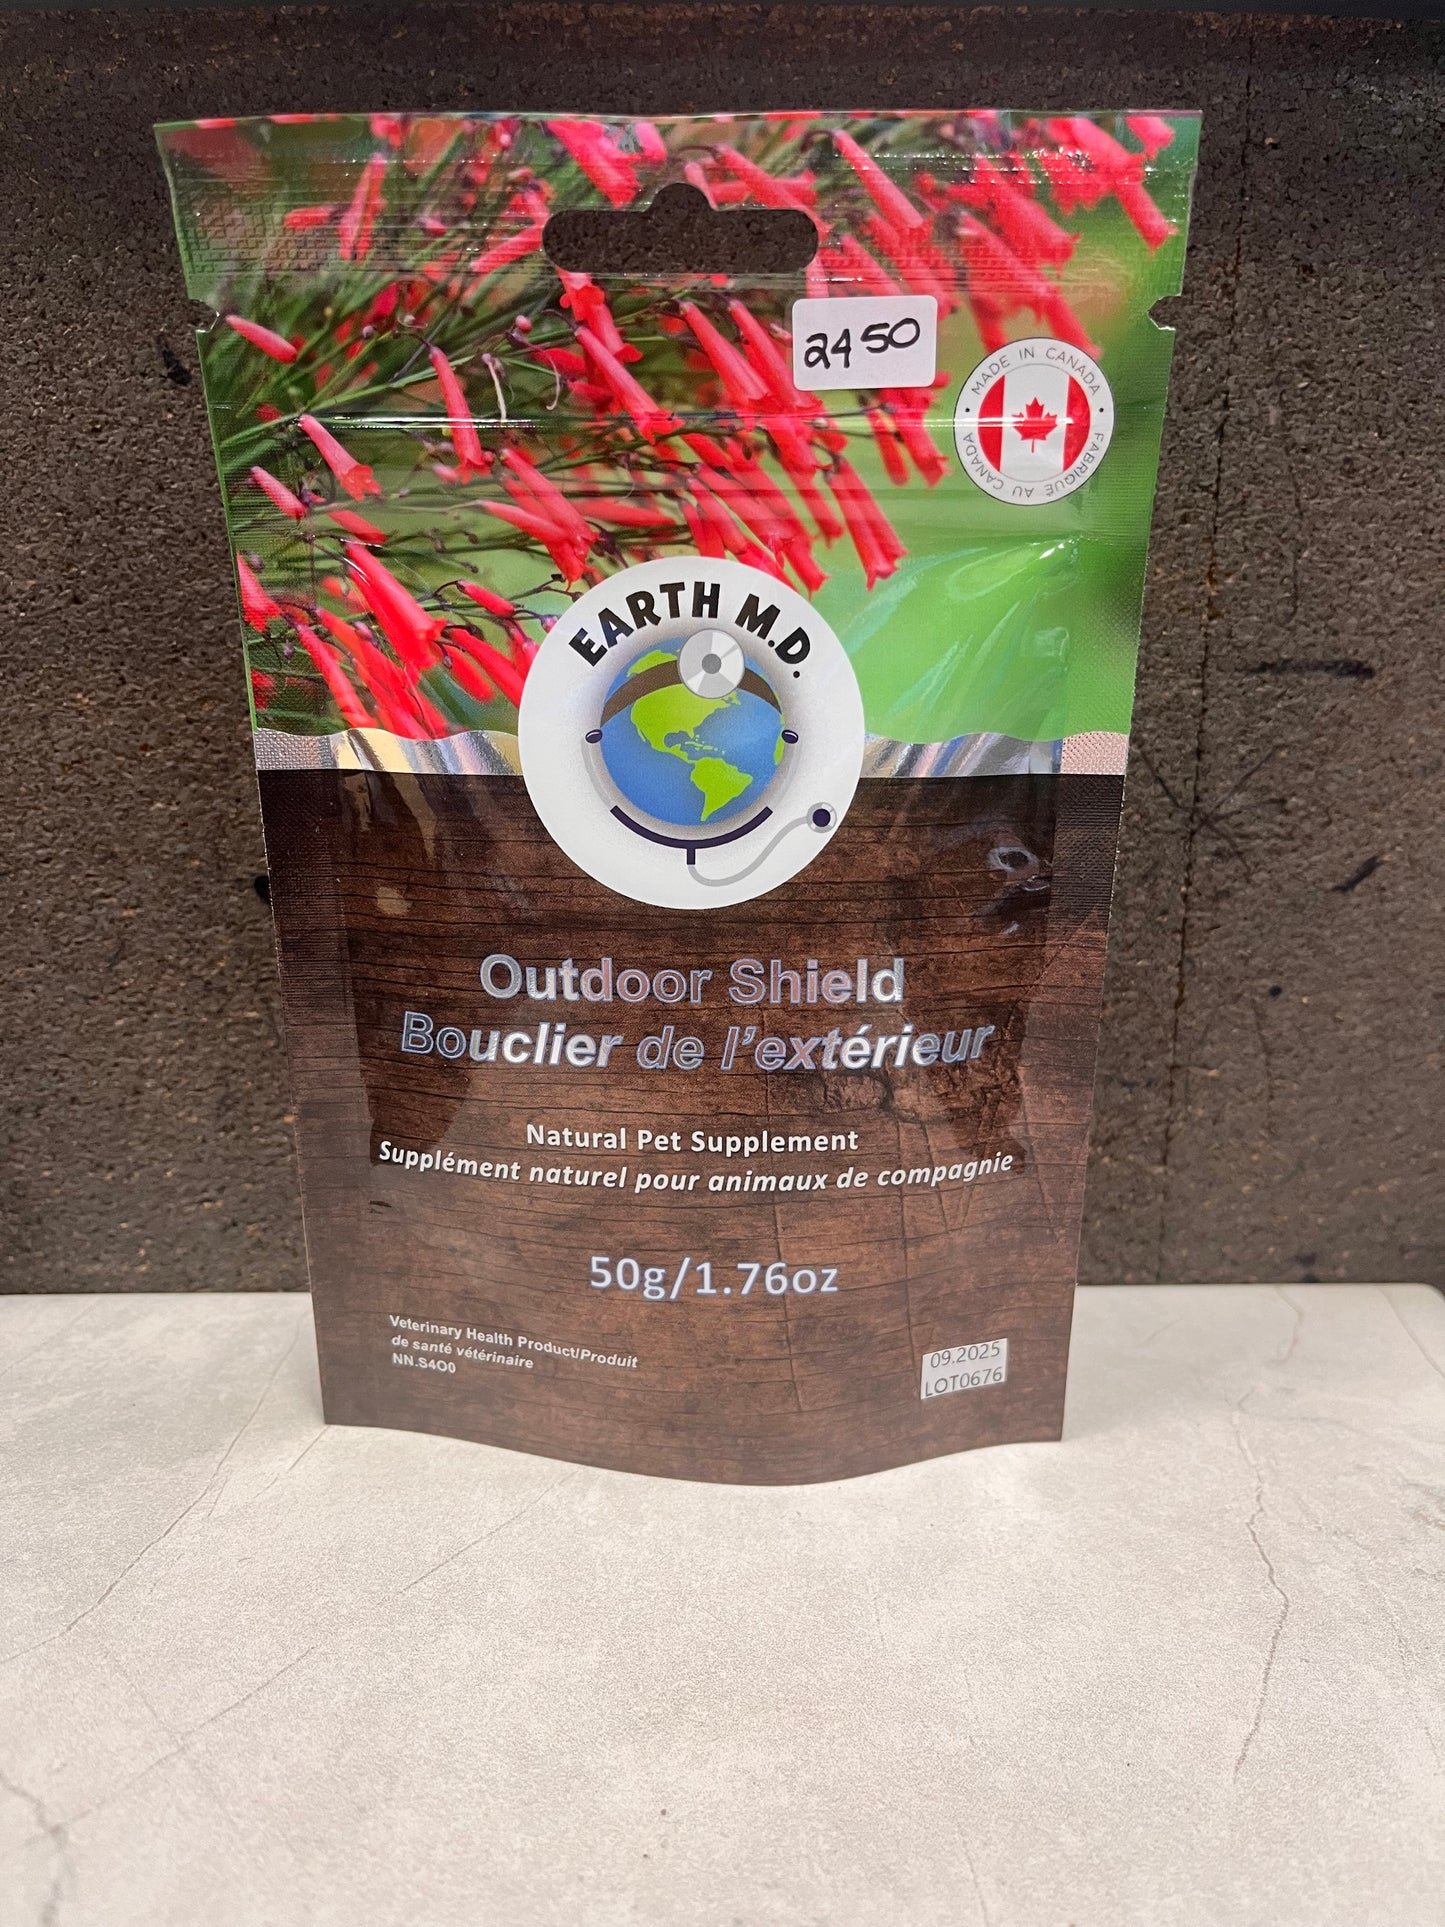 2450
MADE IN CANADA
FABRIQUÉ AU CANADA
EARTH M.D.
Outdoor Shield
Bouclier de l'extérieur
Natural Pet Supplement
Supplément naturel pour animaux de compagnie
50g/1.76oz
Veterinary Health Product/Produit
de santé vétérinaire
NN.S4O0
09.2025
LOT0676